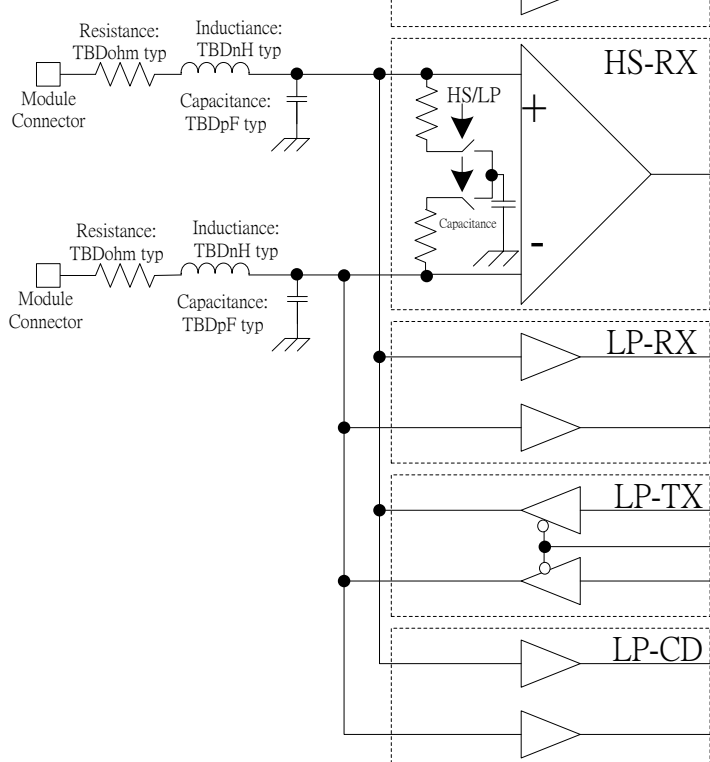 Resistance:
TBDohm typ
Inductiance:
TBDnH typ
HS-RX
Module
Connector
Capacitance:
TBDpF typ
HS/LP
+
Capacitance
-
Resistance:
TBDohm typ
Inductiance:
TBDnH typ
Module
Connector
Capacitance:
TBDpF typ
LP-RX
LP-TX
LP-CD